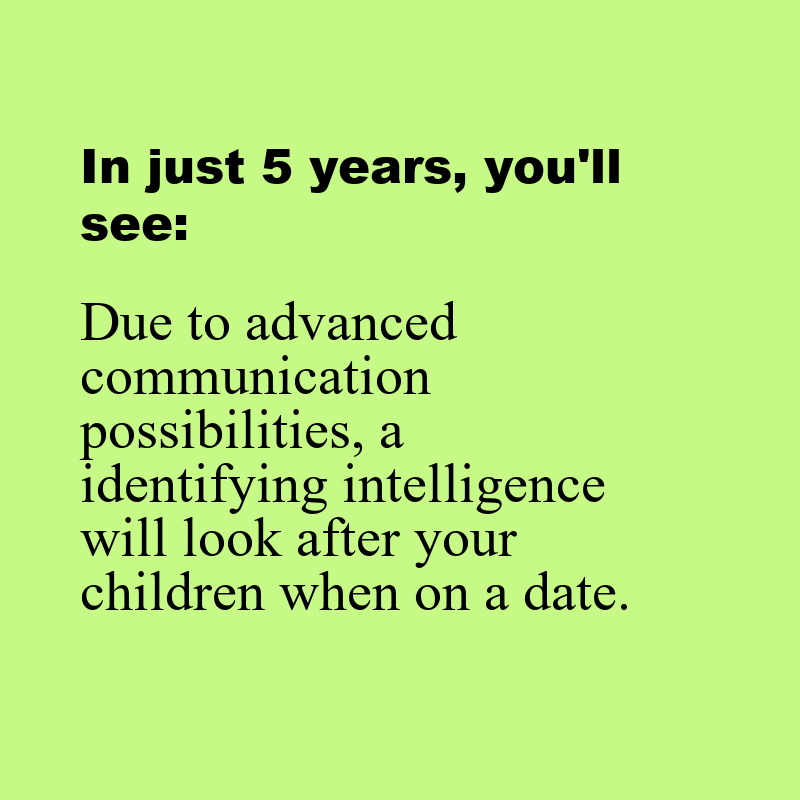 In just 5 years, you'll
see:
Due to advanced
communication
possibilities, a
identifying intelligence
will look after your
children when on a date.